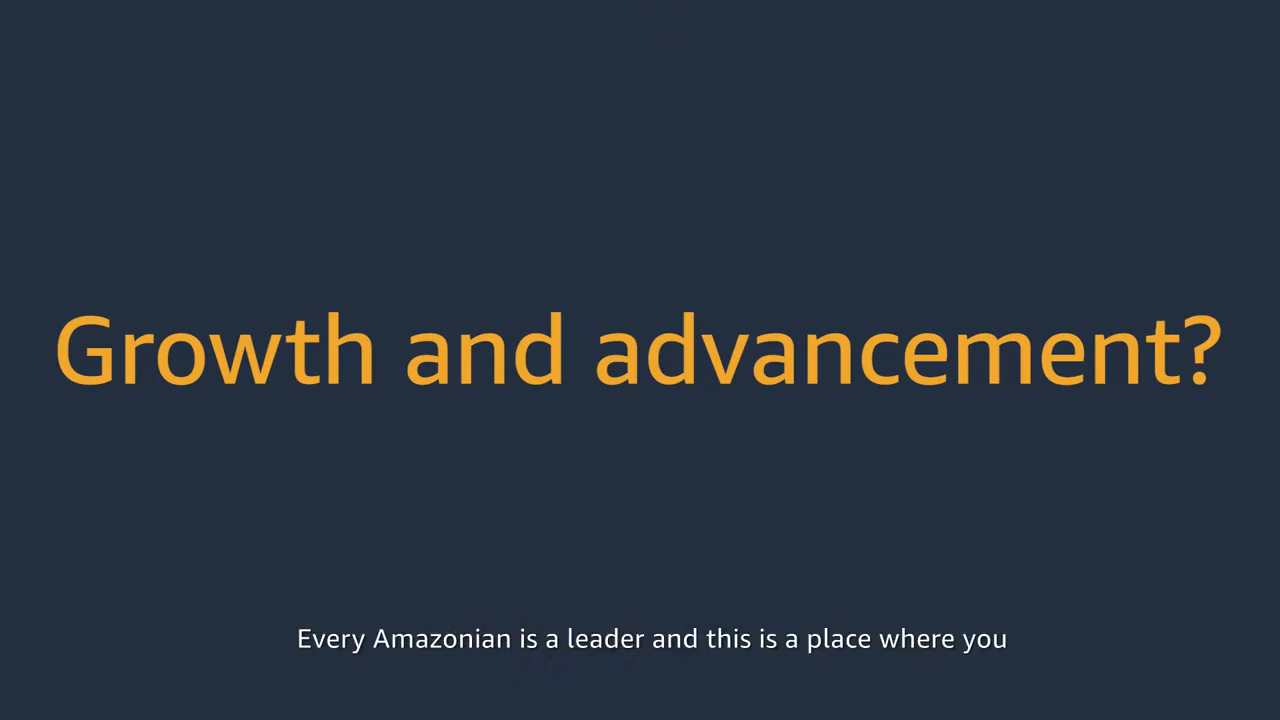 Growth and advancement?
Every Amazonian is a leader and this is a place where you